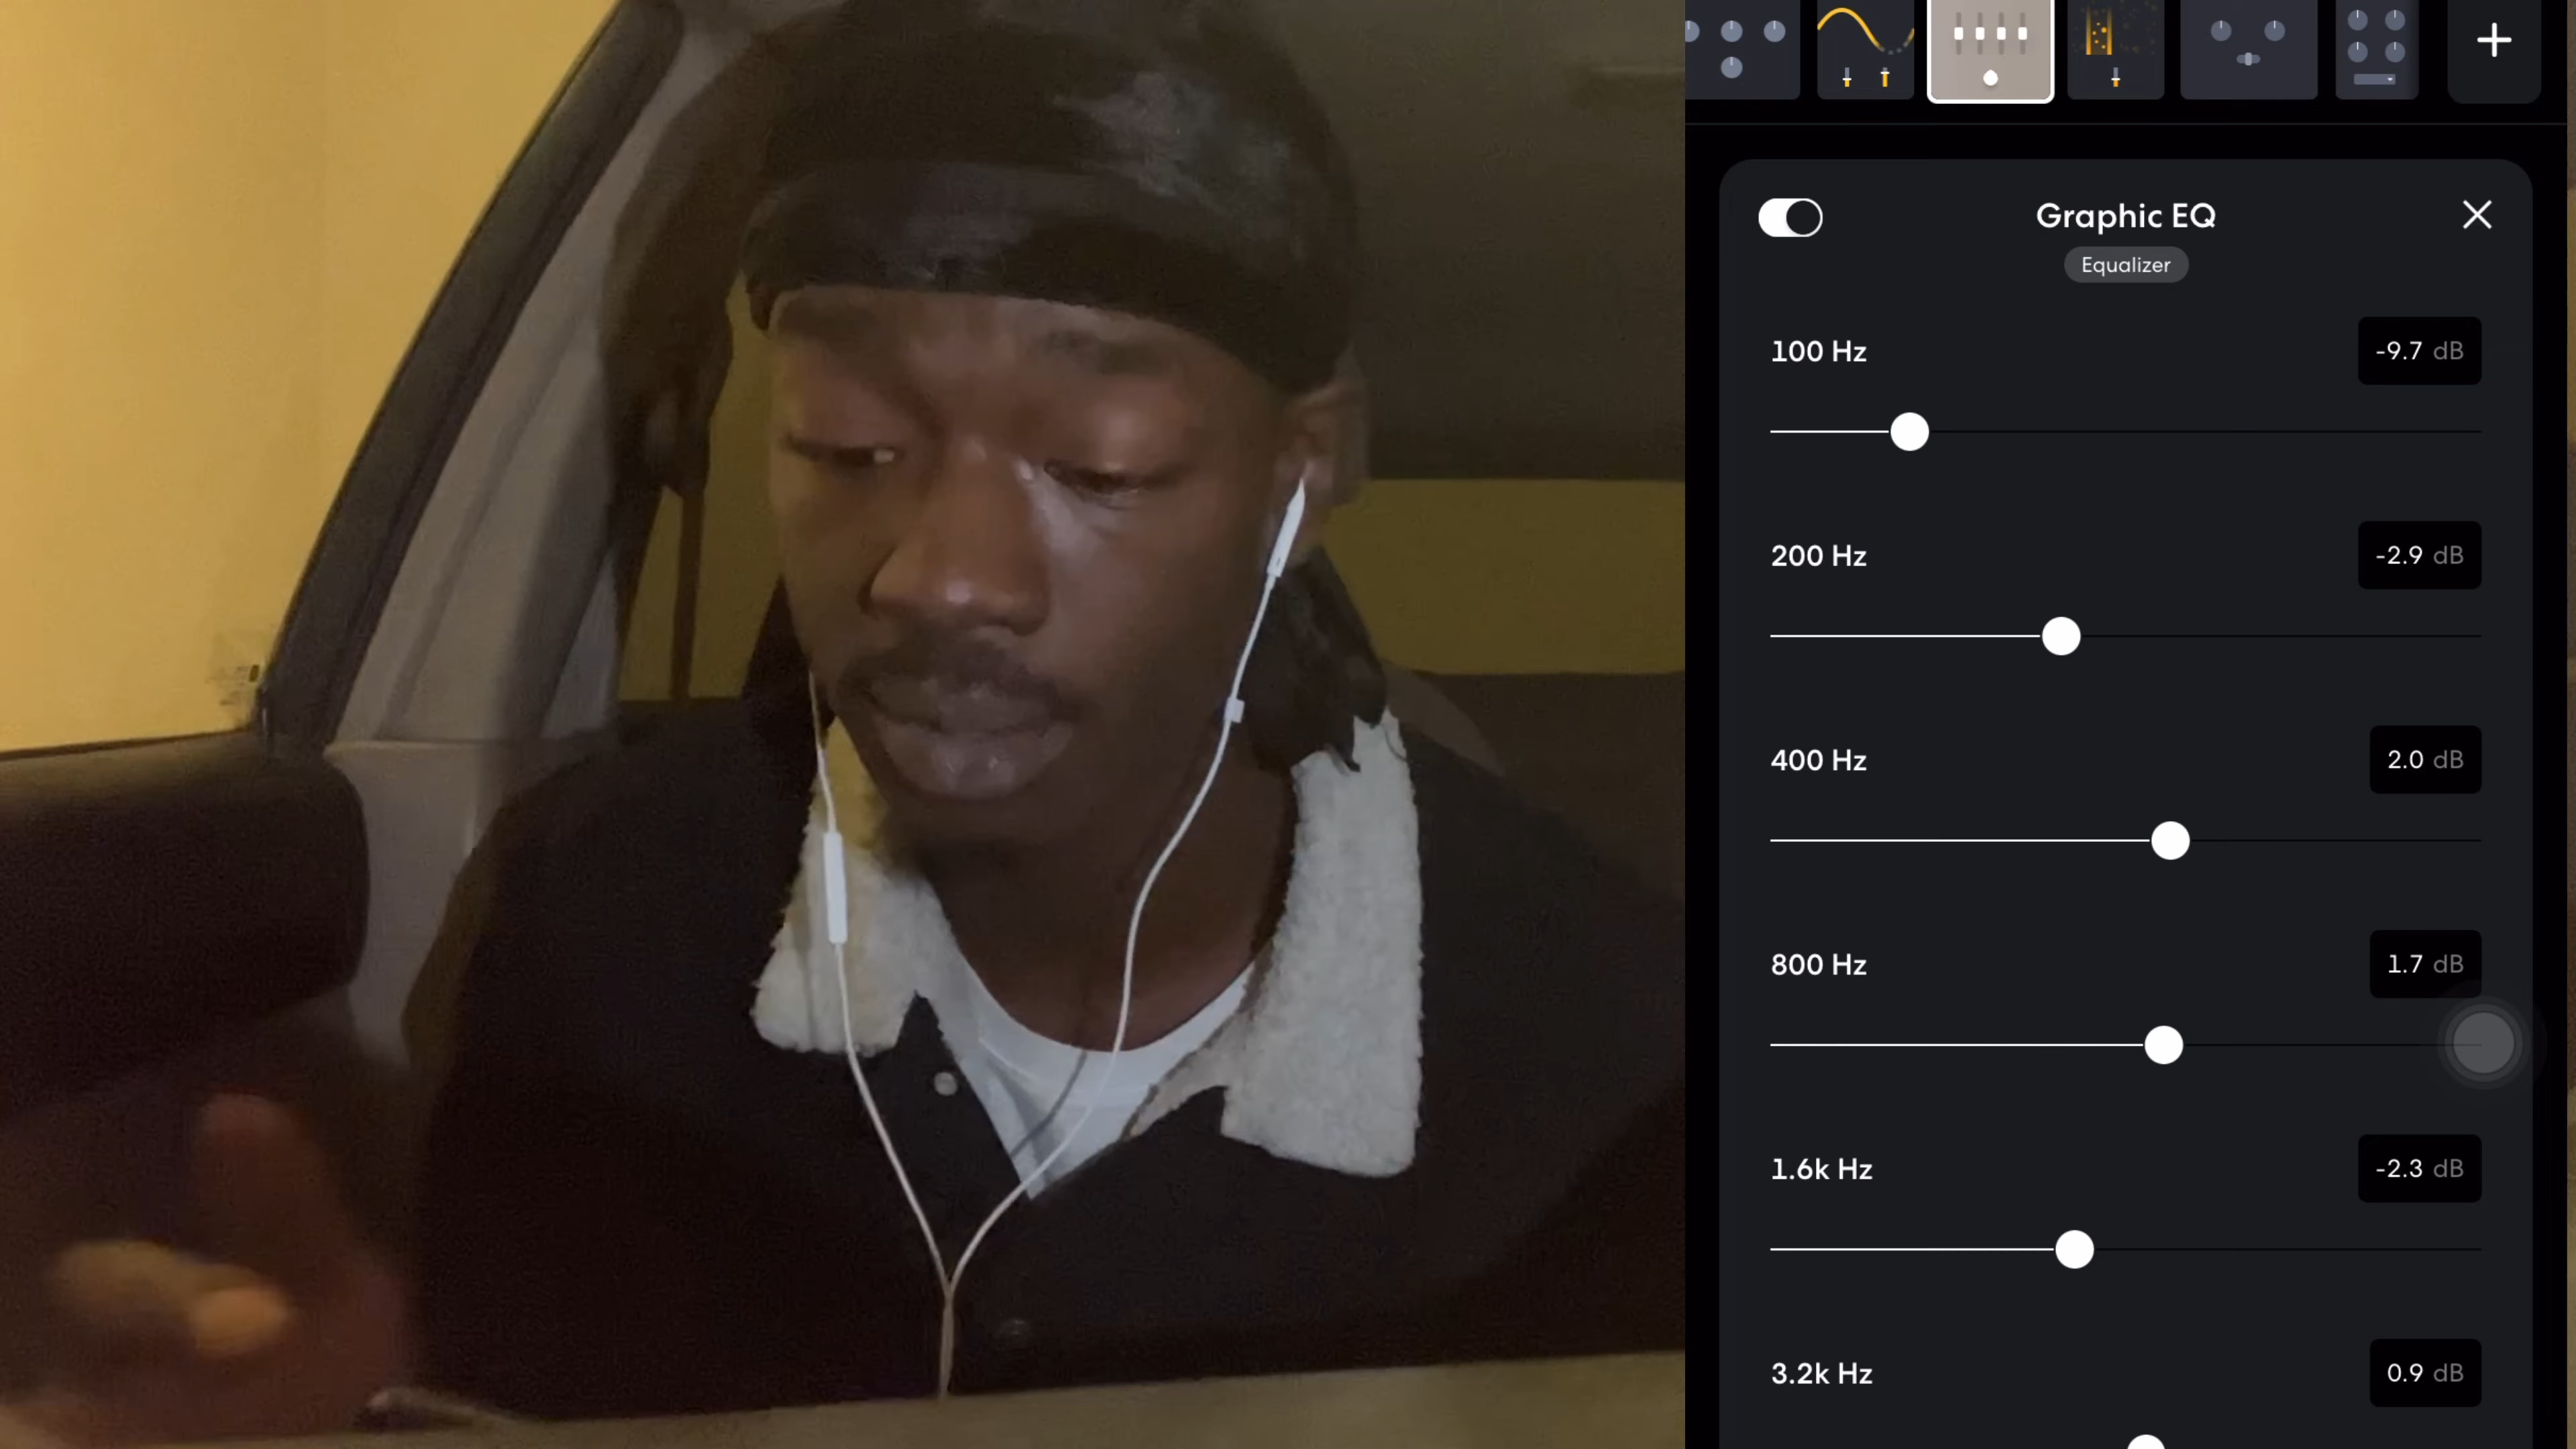 Graphic EQ
Equalizer
100 Hz
-9.7 dB
200 Hz
-2.9 dB
400 Hz
2.0 dB
800 Hz
1.7 dB
1.6k Hz
-2.3 dB
3.2k Hz
0.9 dB